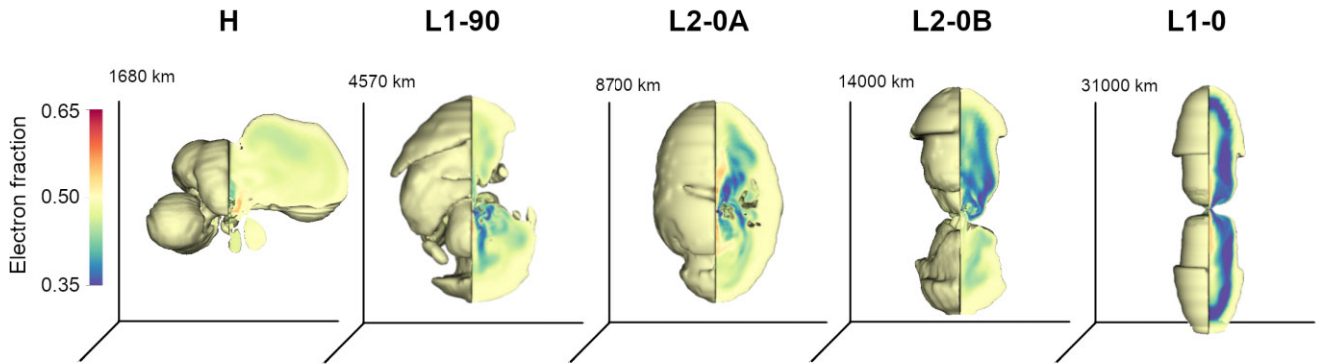 H L1-90 L2-0A L2-0B L1-0
1680 km 4570 km 8700 km 14000 km 31000 km
Electron fraction
0.65
0.50
0.35